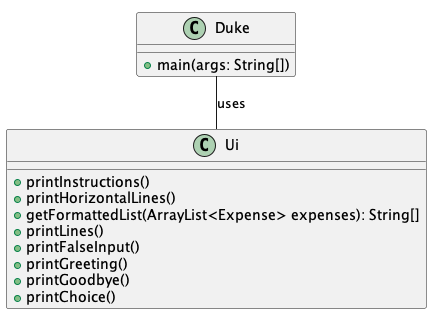 C Duke
main(args: String[])
uses
C Ui
printInstructions()
printHorizontalLines()
getFormattedList(ArrayList<Expense> expenses): String[]
printLines()
printFalseInput()
printGreeting()
printGoodbye()
printChoice()